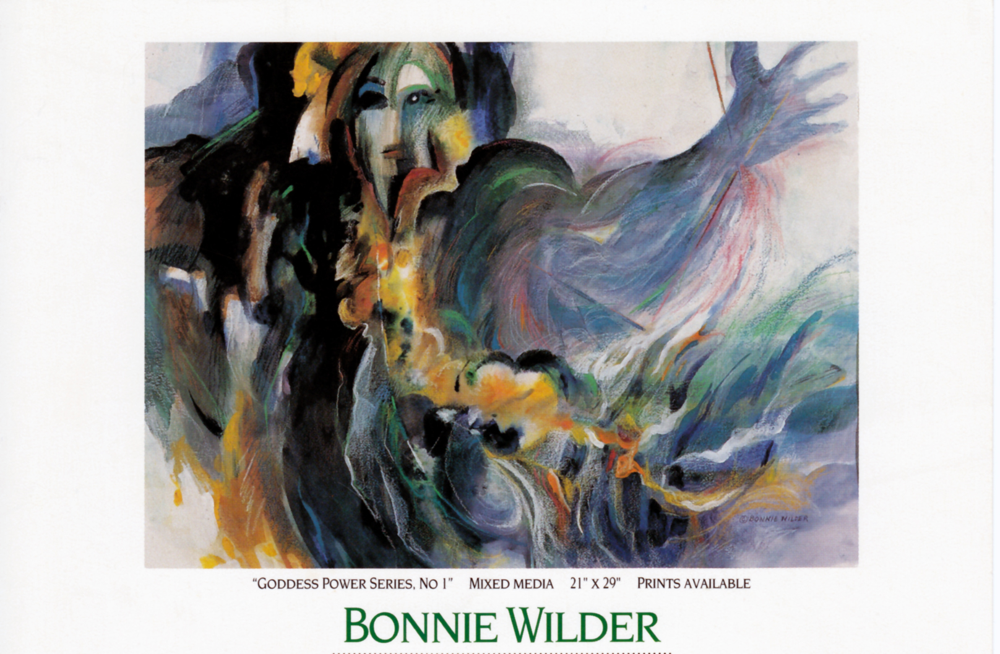 ©BONNIE WILDER
“GODDESS POWER SERIES, NO 1” MIXED MEDIA 21" X 29" PRINTS AVAILABLE
BONNIE WILDER